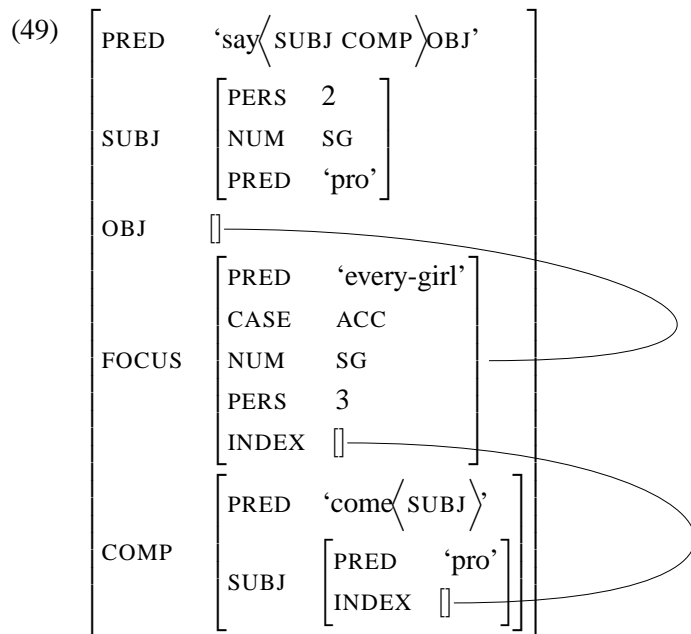 (49)
PRED ‘say⟨SUBJ COMP⟩OBJ’
PERS 2
SUBJ NUM SG
PRED ‘pro’
OBJ []
PRED ‘every-girl’
CASE ACC
FOCUS NUM SG
PERS 3
INDEX []
PRED ‘come⟨SUBJ⟩’
COMP
PRED ‘pro’
SUBJ
INDEX []